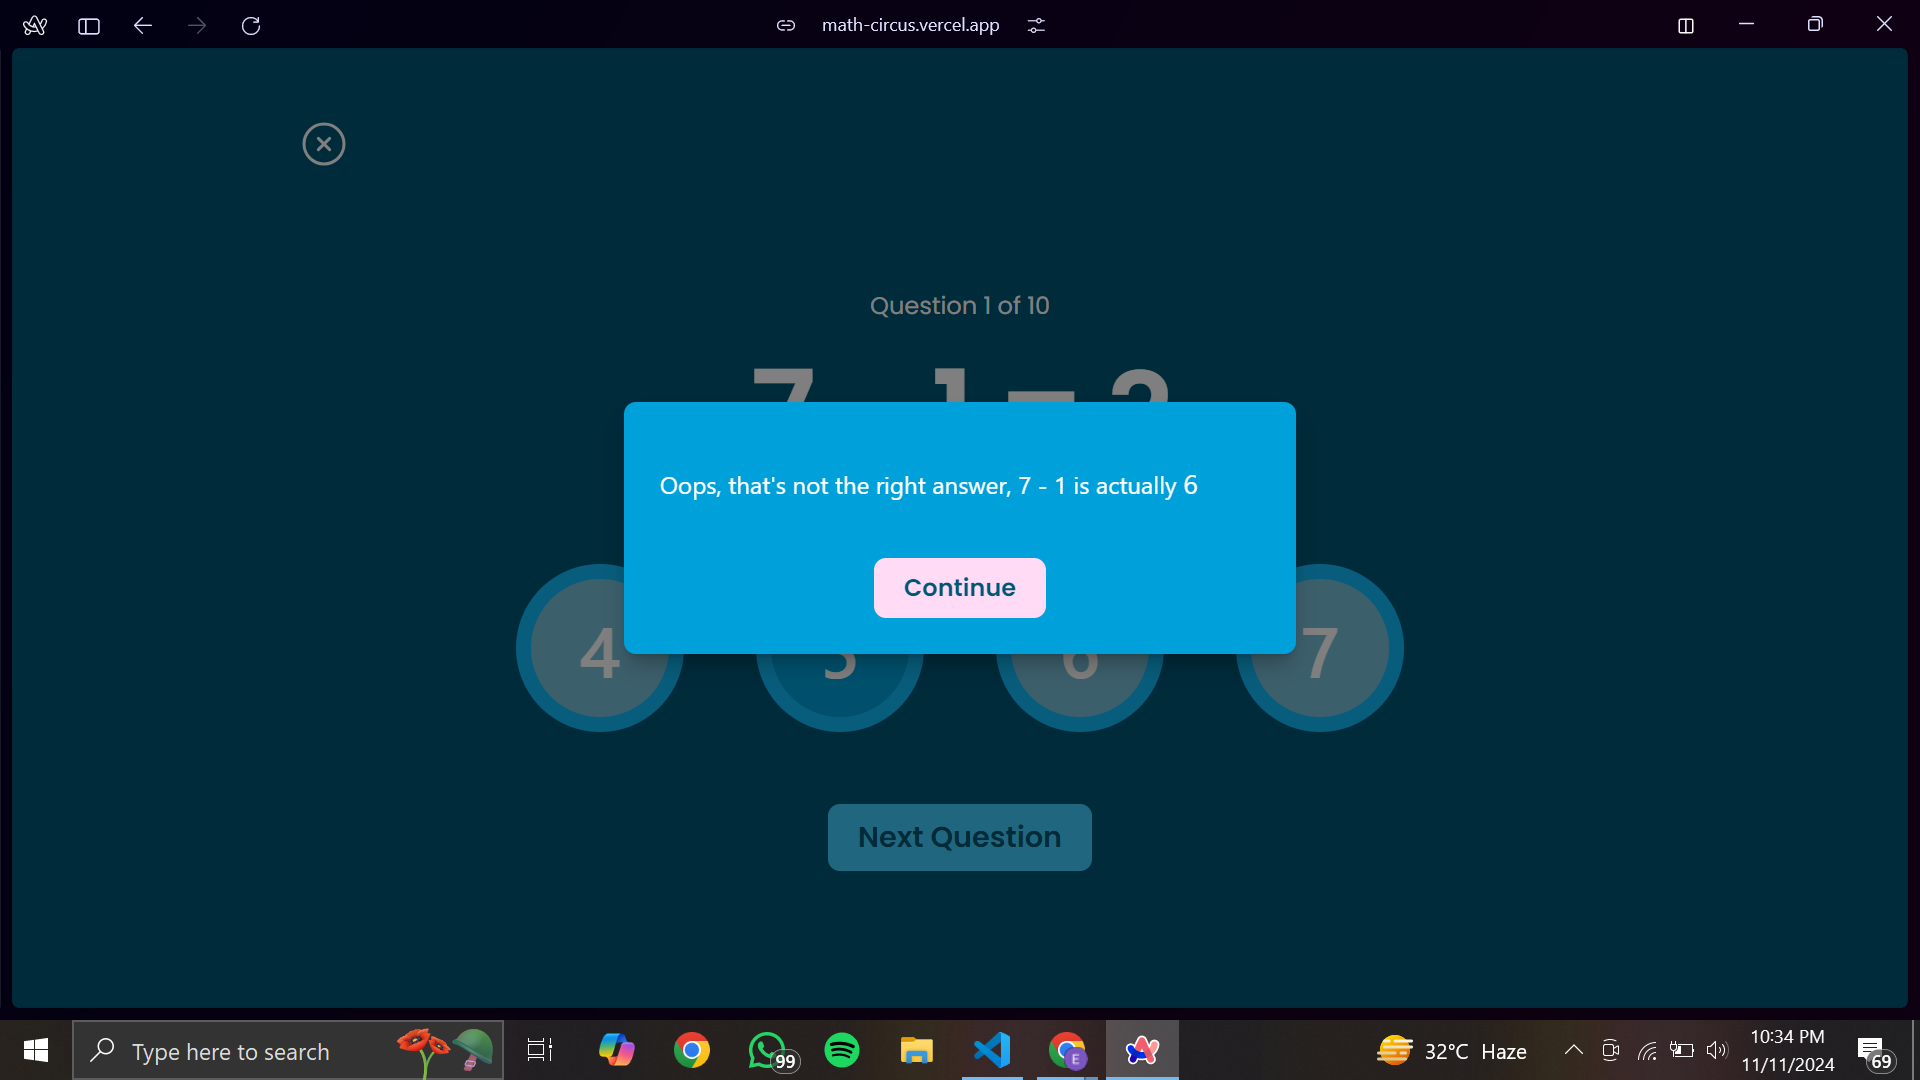 math-circus.vercel.app
Question 1 of 10
7 - 1 = ?
Oops, that's not the right answer, 7 - 1 is actually 6
Continue
4 5 6 7
Next Question
Type here to search
99
E
32°C Haze
10:34 PM
11/11/2024
69